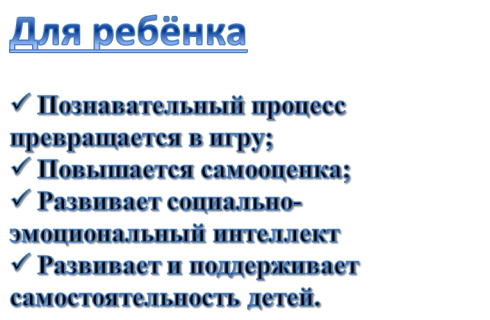 Для ребёнка
✓ Познавательный процесс
превращается в игру;
✓ Повышается самооценка;
✓ Развивает социально-
эмоциональный интеллект
✓ Развивает и поддерживает
самостоятельность детей.